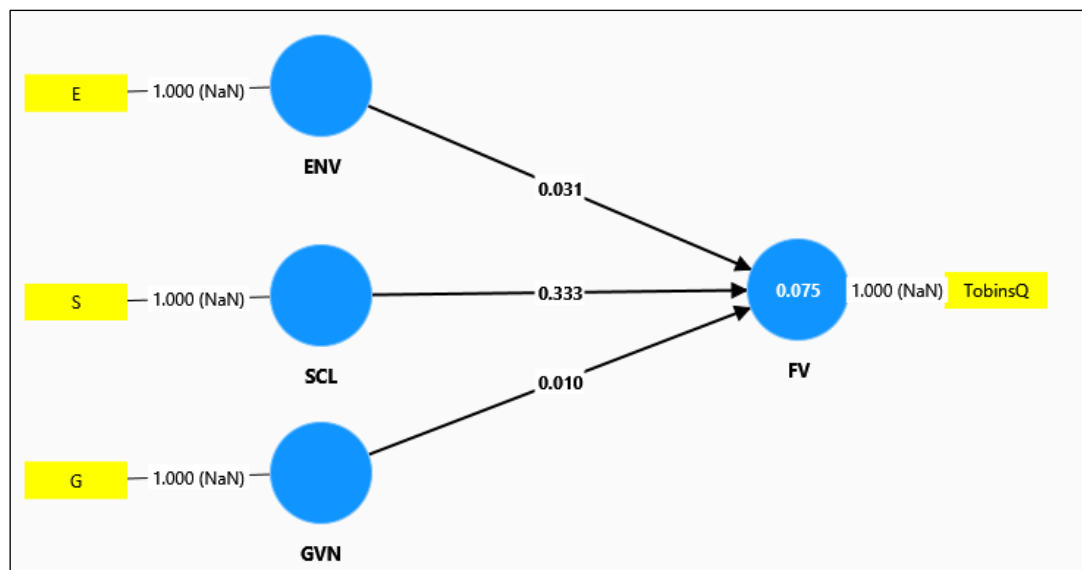 E
1.000 (NaN)
ENV
0.031
S
1.000 (NaN)
SCL
0.333
0.075
1.000 (NaN)
TobinsQ
FV
0.010
G
1.000 (NaN)
GVN